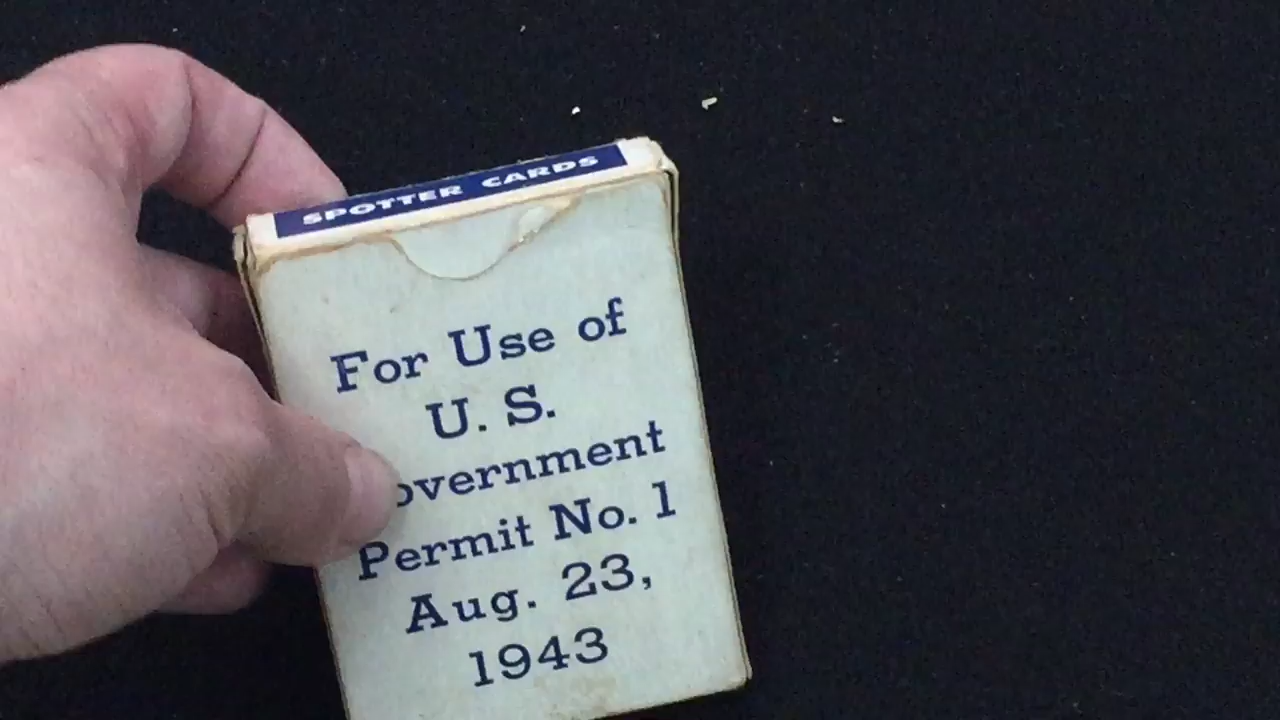 SPOTTER CARDS
For Use of
U. S.
overnment
Permit No. 1
Aug. 23,
1943